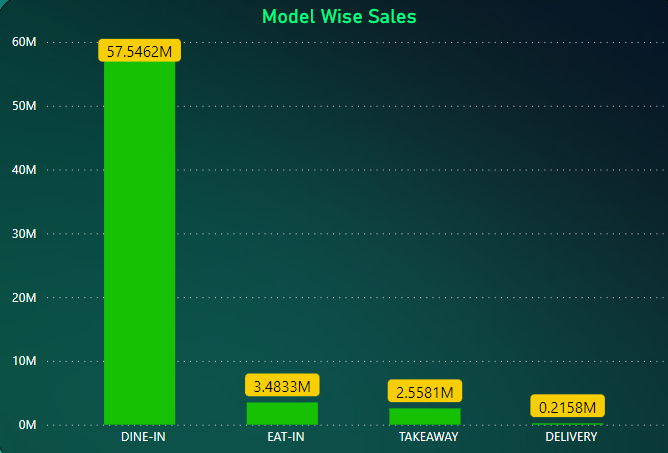 Model Wise Sales
60M
57.5462M
50M
40M
30M
20M
10M
3.4833M
2.5581M
0.2158M
0M
DINE-IN
EAT-IN
TAKEAWAY
DELIVERY